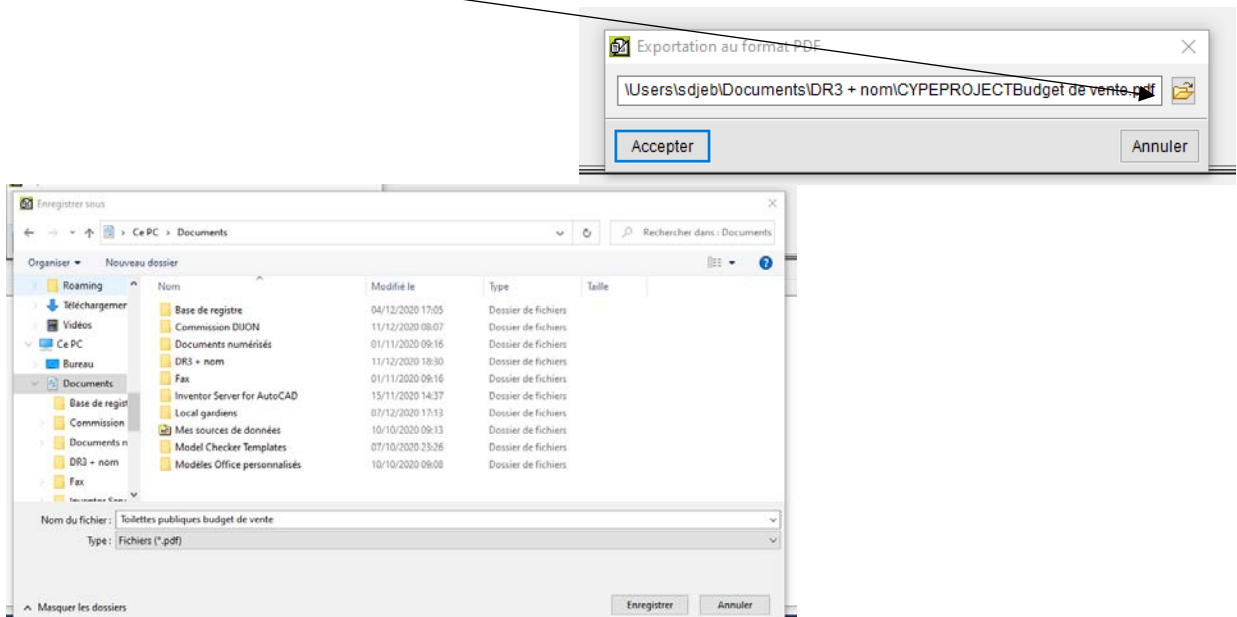 Exportation au format PDF
\Users\sdjeb\Documents\DR3 + nom\CYPEPROJECTBudget de vente.pdf
Accepter Annuler
Enregistrer sous
Ce PC > Documents Rechercher dans : Documents
Organiser Nouveau dossier
Roaming Nom Modifié le Type Taille
Téléchargemer Base de registre 04/12/2020 17:05 Dossier de fichiers
Vidéos Commission DIJON 11/12/2020 08:07 Dossier de fichiers
Ce PC Documents numérisés 01/11/2020 09:16 Dossier de fichiers
Bureau DR3 + nom 11/12/2020 18:30 Dossier de fichiers
Documents Fax 01/11/2020 09:16 Dossier de fichiers
Base de regist Inventor Server for AutoCAD 15/11/2020 14:37 Dossier de fichiers
Commission Local gardiens 07/12/2020 17:13 Dossier de fichiers
Documents n Mes sources de données 10/10/2020 09:13 Dossier de fichiers
DR3 + nom Model Checker Templates 07/10/2020 23:26 Dossier de fichiers
Fax Modèles Office personnalisés 10/10/2020 09:08 Dossier de fichiers
Nom du fichier : Toilettes publiques budget de vente
Type : Fichiers (*.pdf)
Masquer les dossiers Enregistrer Annuler